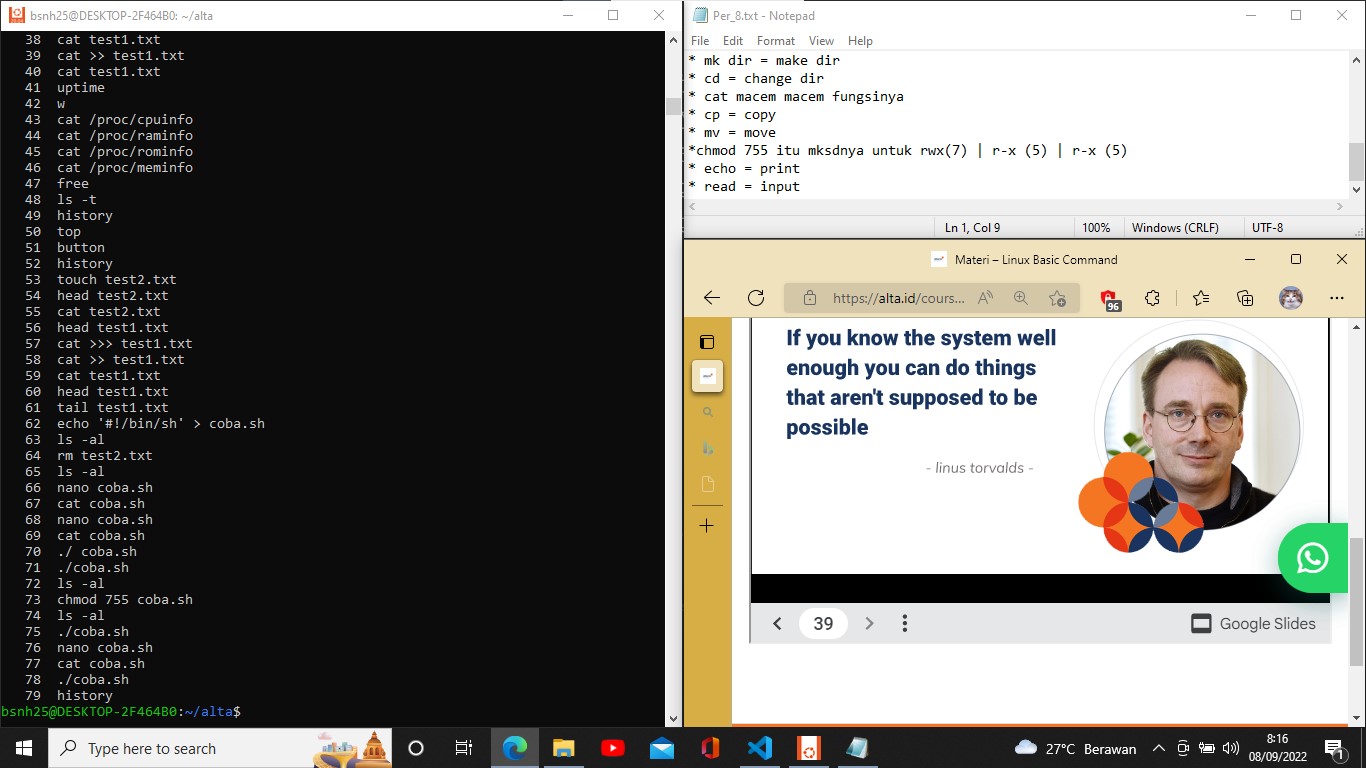 bsnh25@DESKTOP-2F464B0: ~/alta
38 cat test1.txt
39 cat >> test1.txt
40 cat test1.txt
41 uptime
42 w
43 cat /proc/cpuinfo
44 cat /proc/raminfo
45 cat /proc/rominfo
46 cat /proc/meminfo
47 free
48 ls -t
49 history
50 top
51 button
52 history
53 touch test2.txt
54 head test2.txt
55 cat test2.txt
56 head test1.txt
57 cat >>> test1.txt
58 cat >> test1.txt
59 cat test1.txt
60 head test1.txt
61 tail test1.txt
62 echo '#!/bin/sh' > coba.sh
63 ls -al
64 rm test2.txt
65 ls -al
66 nano coba.sh
67 cat coba.sh
68 nano coba.sh
69 cat coba.sh
70 ./ coba.sh
71 ./coba.sh
72 ls -al
73 chmod 755 coba.sh
74 ls -al
75 ./coba.sh
76 nano coba.sh
77 cat coba.sh
78 ./coba.sh
79 history
bsnh25@DESKTOP-2F464B0:~/alta$
Per_8.txt - Notepad
File Edit Format View Help
* mk dir = make dir
* cd = change dir
* cat macem macem fungsinya
* cp = copy
* mv = move
*chmod 755 itu mksdnya untuk rwx(7) | r-x (5) | r-x (5)
* echo = print
* read = input
Ln 1, Col 9 100% Windows (CRLF) UTF-8
Materi – Linux Basic Command
https://alta.id/cours...
96
If you know the system well
enough you can do things
that aren't supposed to be
possible
- linus torvalds -
39
Google Slides
Type here to search
27°C Berawan
8:16
08/09/2022
1